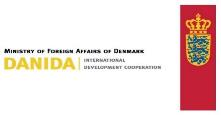 MINISTRY OF FOREIGN AFFAIRS OF DENMARK
DANIDA
INTERNATIONAL
DEVELOPMENT COOPERATION